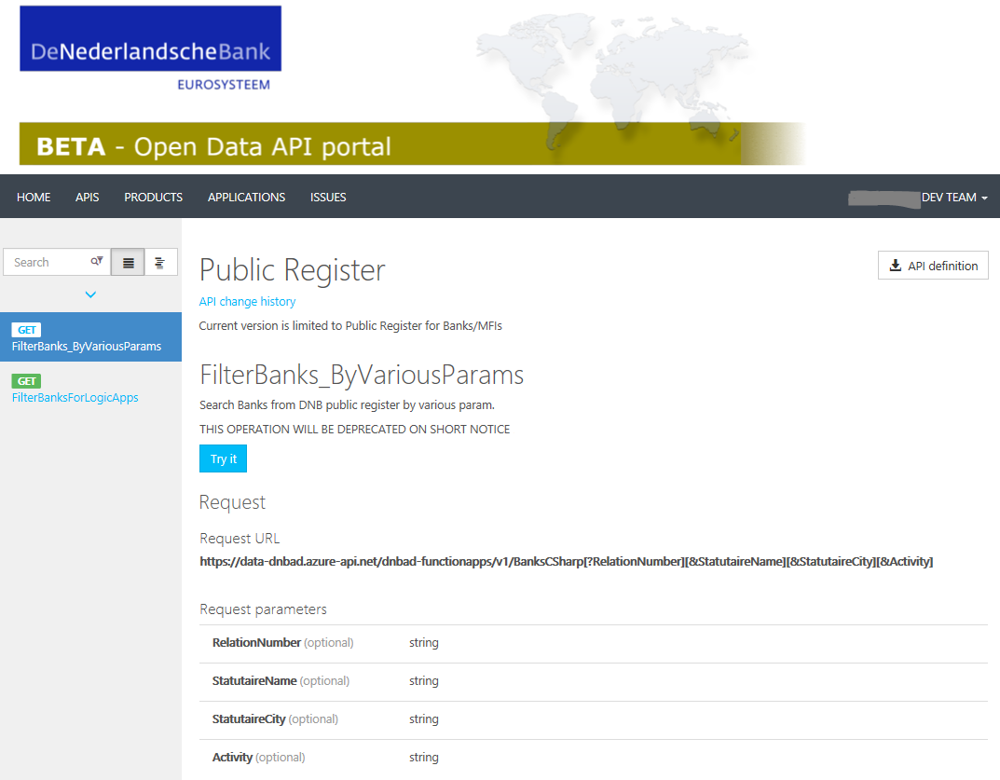 DeNederlandscheBank
EUROSYSTEEM
BETA - Open Data API portal
HOME APIS PRODUCTS APPLICATIONS ISSUES DEV TEAM
Search
Public Register
API definition
API change history
Current version is limited to Public Register for Banks/MFIs
GET
FilterBanks_ByVariousParams
GET
FilterBanksForLogicApps
FilterBanks_ByVariousParams
Search Banks from DNB public register by various param.
THIS OPERATION WILL BE DEPRECATED ON SHORT NOTICE
Try it
Request
Request URL
https://data-dnbad.azure-api.net/dnbad-functionapps/v1/BanksCSharp[?RelationNumber][&StatutaireName][&StatutaireCity][&Activity]
Request parameters
RelationNumber (optional) string
StatutaireName (optional) string
StatutaireCity (optional) string
Activity (optional) string